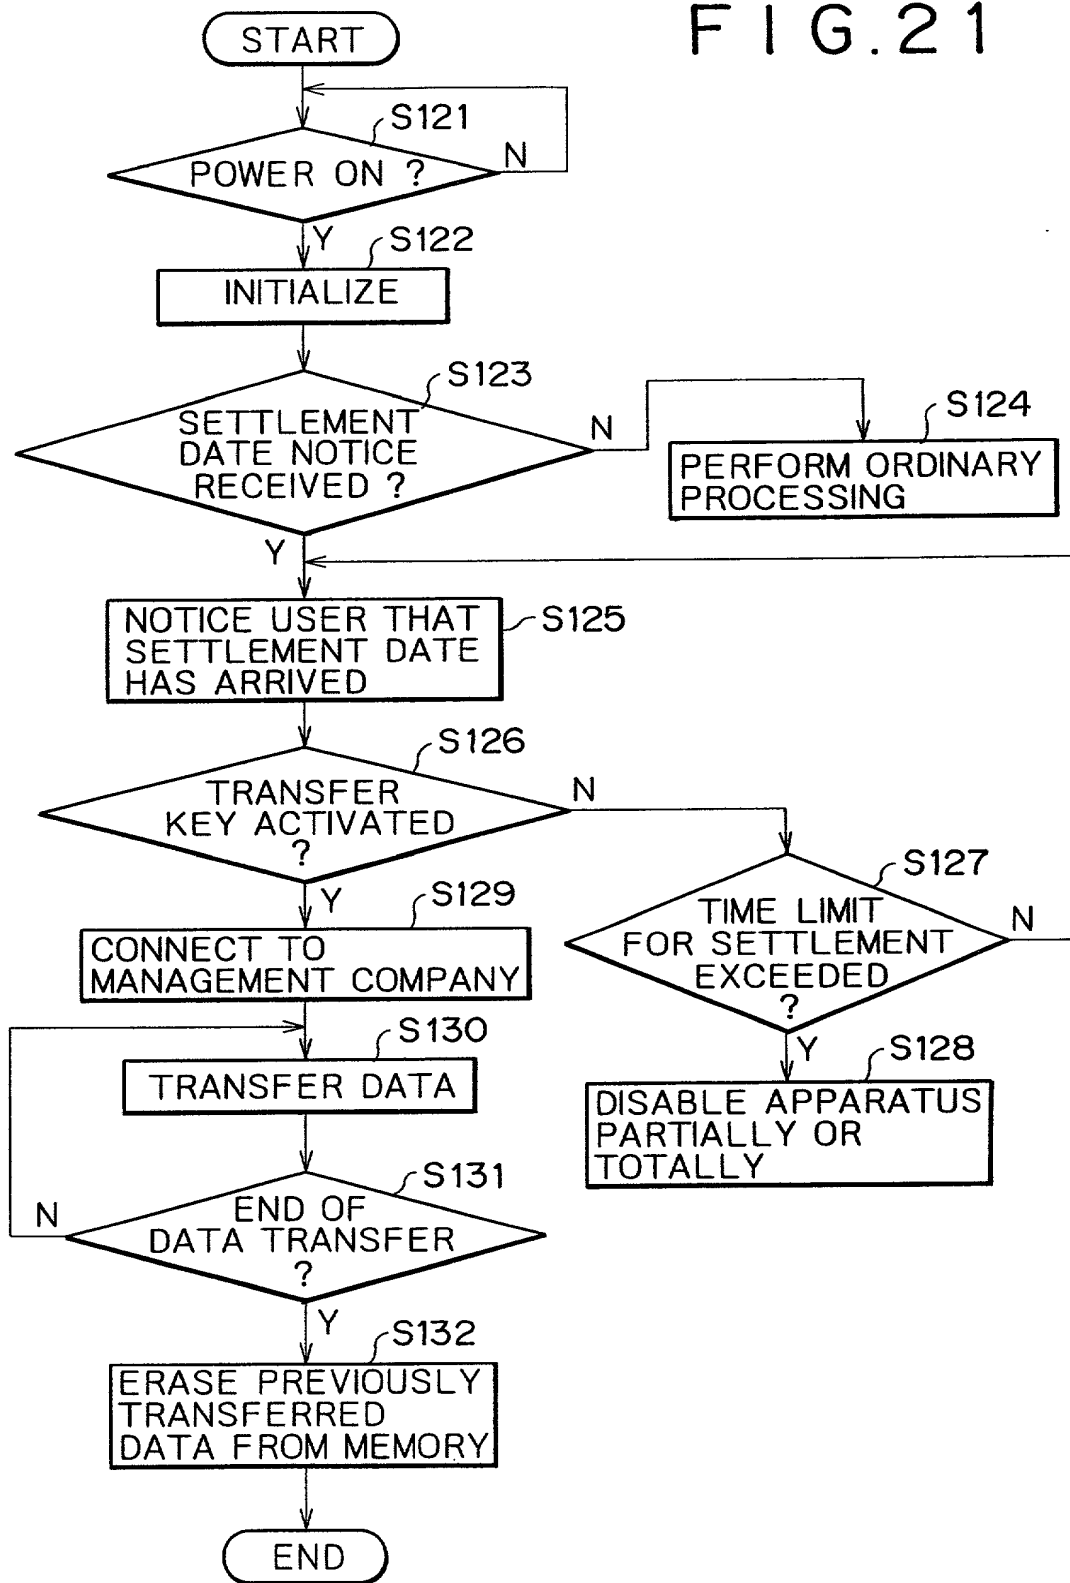 FIG.21
START
S121
POWER ON ?
N
Y
S122
INITIALIZE
S123
SETTLEMENT
DATE NOTICE
RECEIVED ?
N
S124
PERFORM ORDINARY
PROCESSING
Y
NOTICE USER THAT
SETTLEMENT DATE
HAS ARRIVED
S125
S126
TRANSFER
KEY ACTIVATED
?
N
Y
S127
TIME LIMIT
FOR SETTLEMENT
EXCEEDED
?
N
Y
S128
DISABLE APPARATUS
PARTIALLY OR
TOTALLY
S129
CONNECT TO
MANAGEMENT COMPANY
S130
TRANSFER DATA
S131
END OF
DATA TRANSFER
?
N
Y
S132
ERASE PREVIOUSLY
TRANSFERRED
DATA FROM MEMORY
END